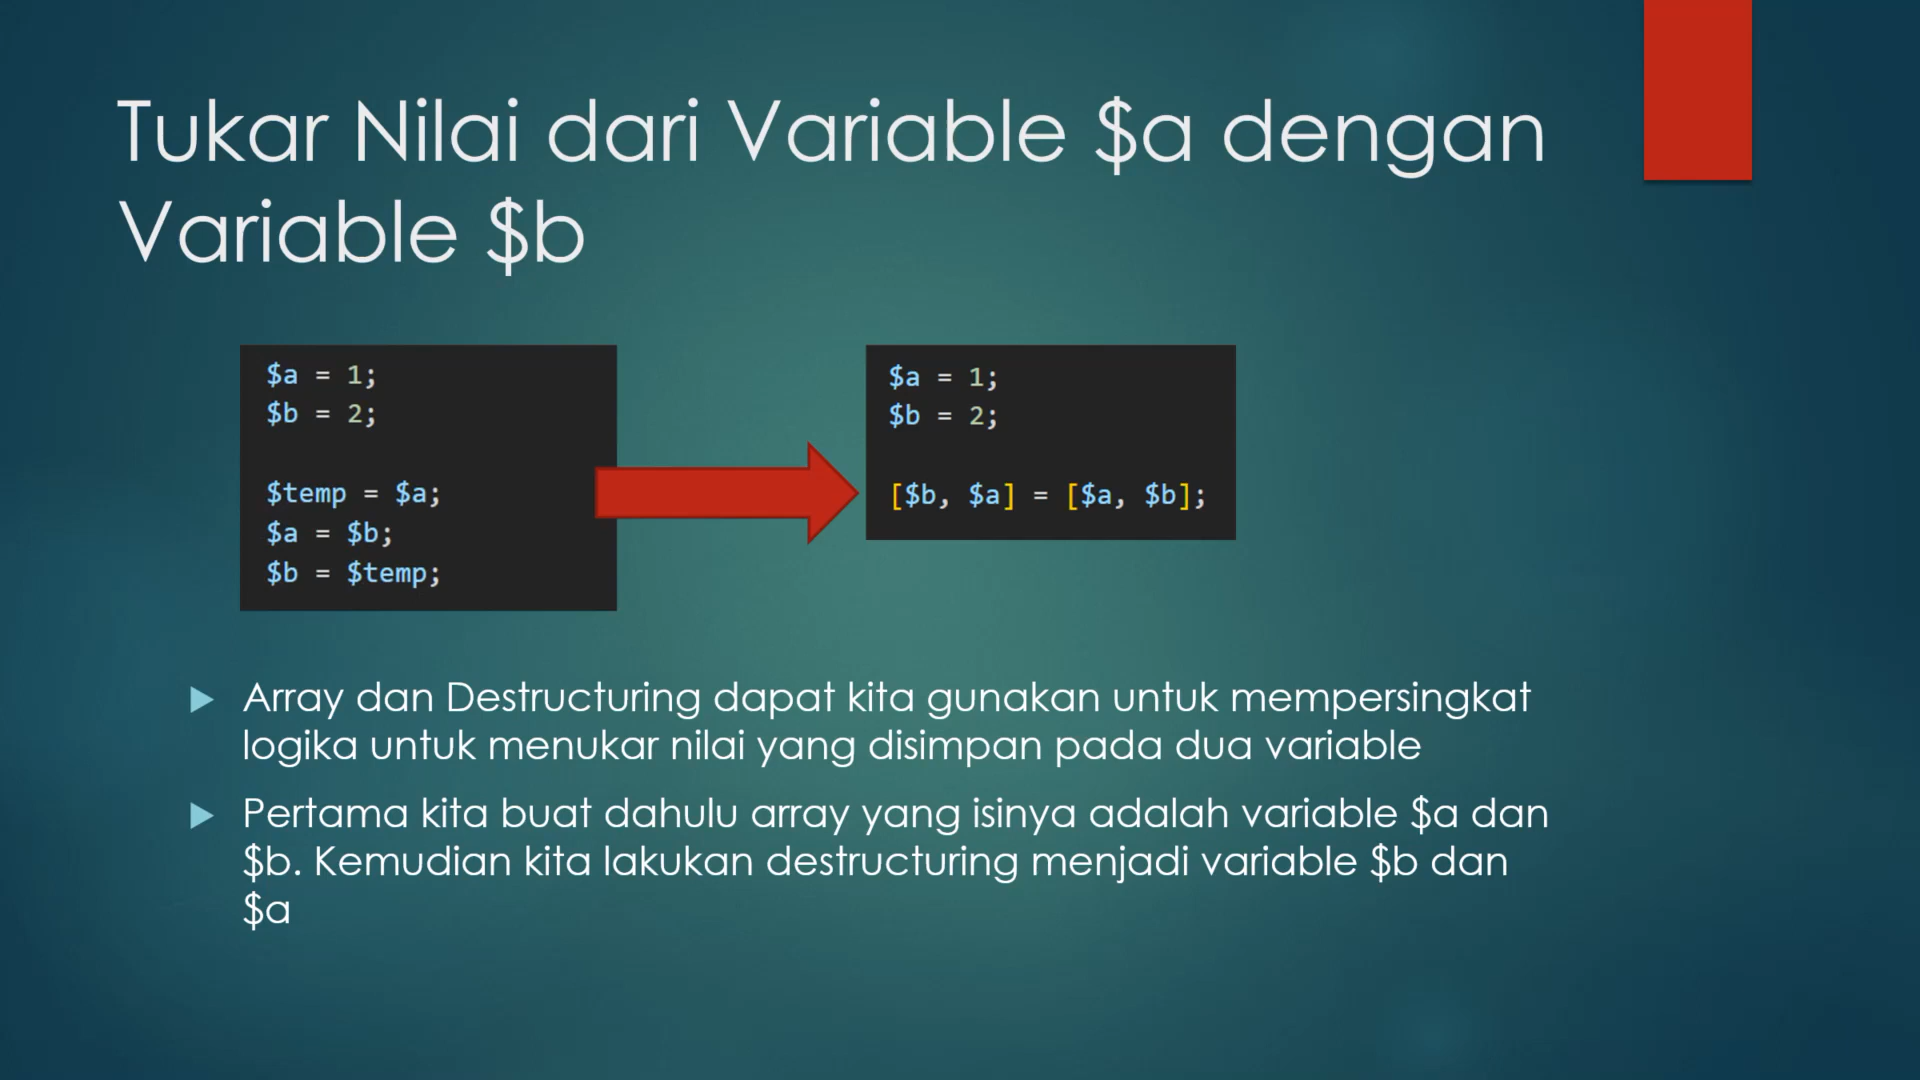 Tukar Nilai dari Variable $a dengan
Variable $b
$a = 1;
$b = 2;
$temp = $a;
$a = $b;
$b = $temp;
$a = 1;
$b = 2;
[$b, $a] = [$a, $b];
Array dan Destructuring dapat kita gunakan untuk mempersingkat
logika untuk menukar nilai yang disimpan pada dua variable
Pertama kita buat dahulu array yang isinya adalah variable $a dan
$b. Kemudian kita lakukan destructuring menjadi variable $b dan
$a